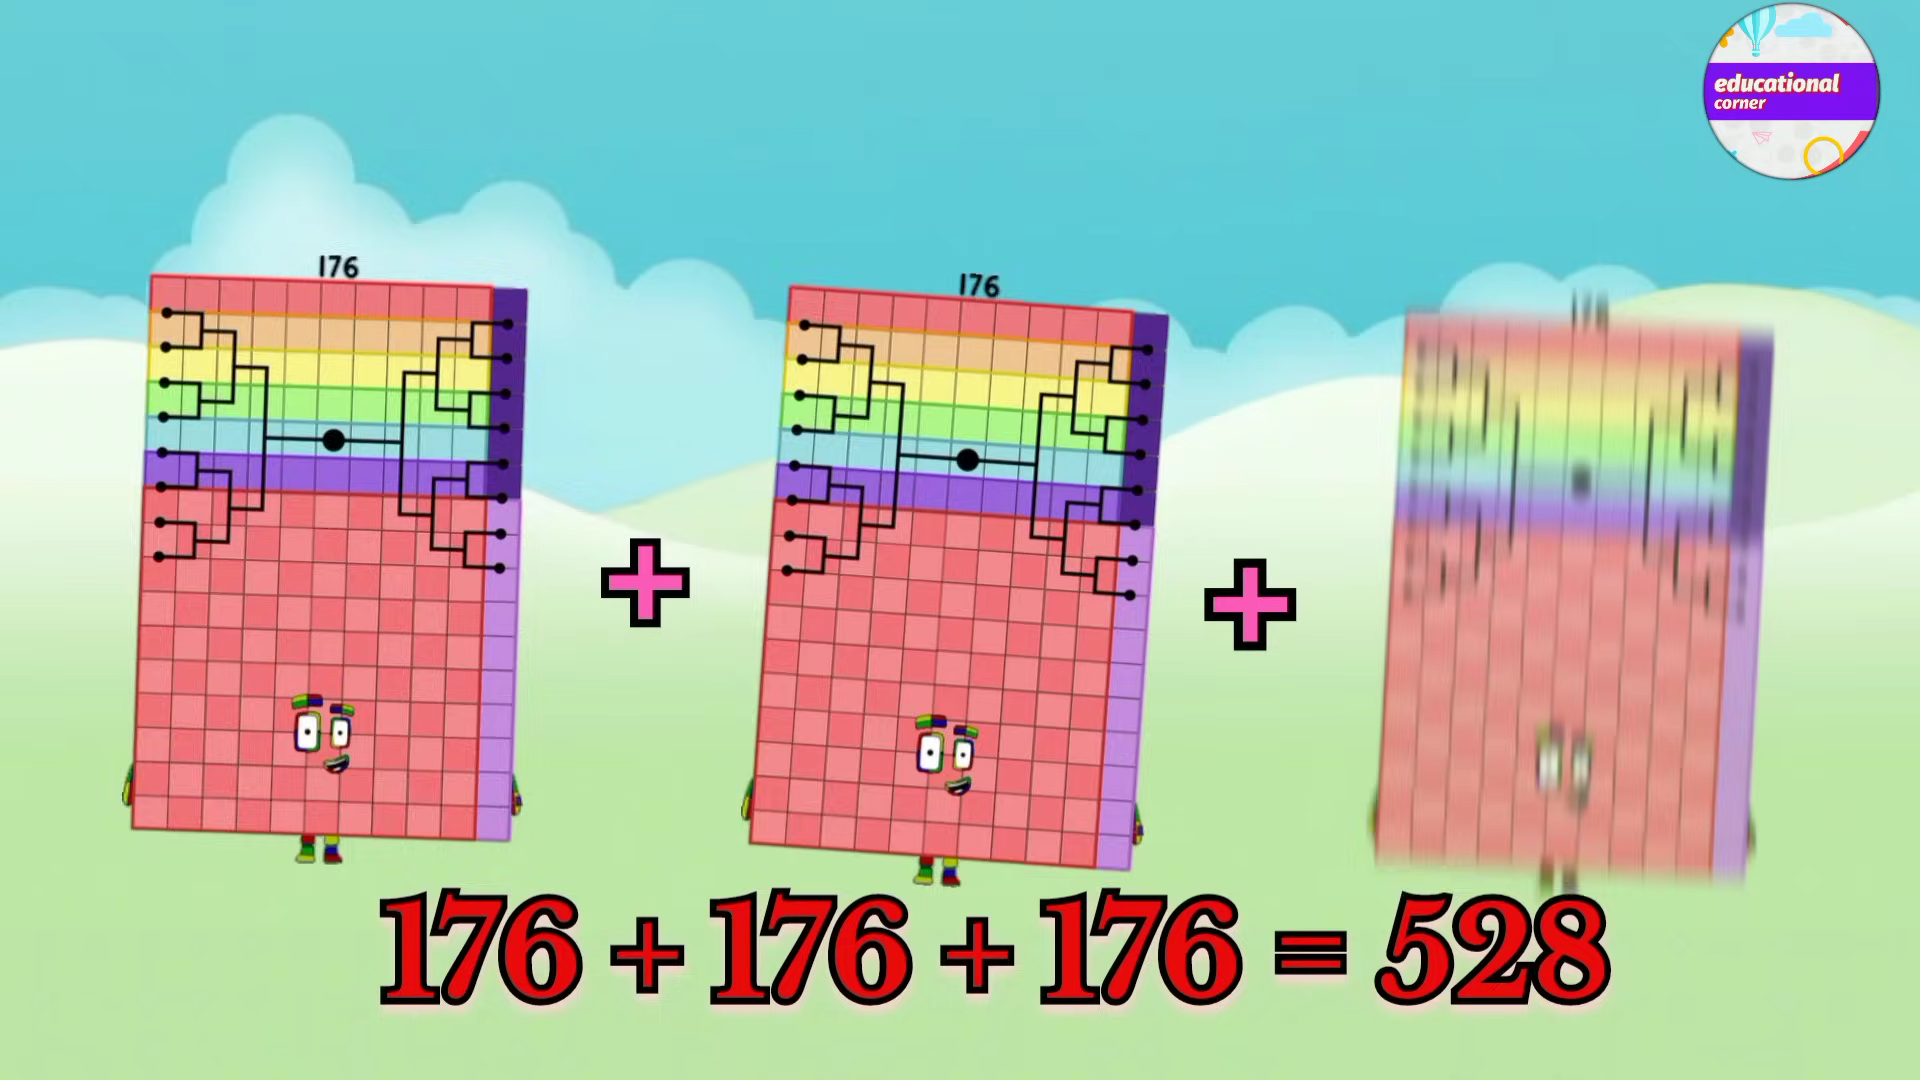 educational
corner
176
176
176 + 176 + 176 = 528